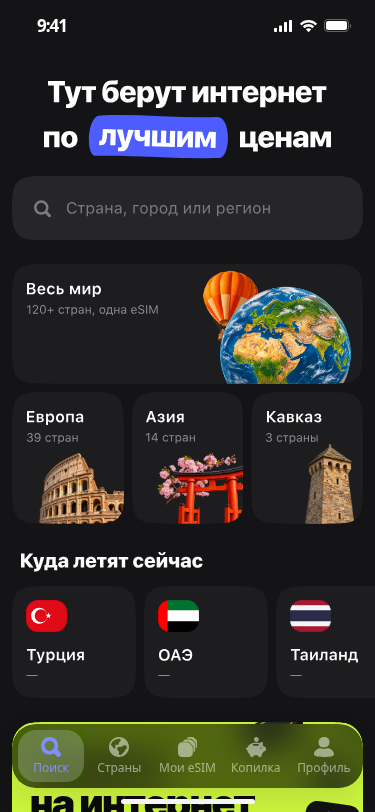 9:41
Тут берут интернет
по лучшим ценам
Страна, город или регион
Весь мир
120+ стран, одна eSIM
Европа
39 стран
Азия
14 стран
Кавказ
3 страны
Куда летят сейчас
Турция
—
ОАЭ
—
Таиланд
—
Поиск
Страны
Мои eSIM
Копилка
Профиль
на интернет